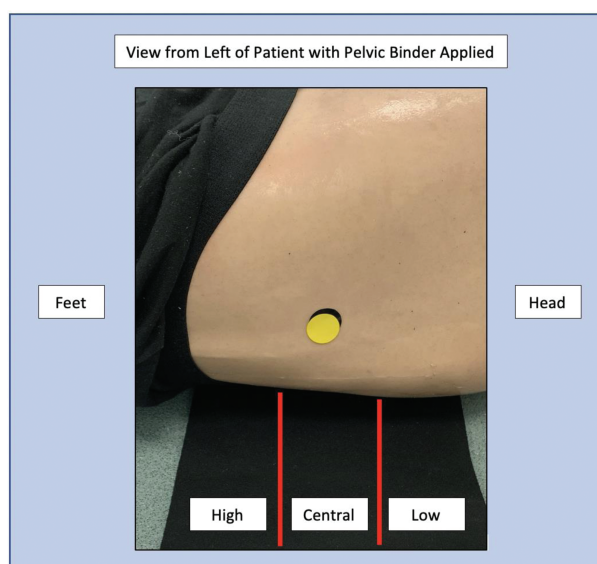 View from Left of Patient with Pelvic Binder Applied
Feet
Head
High
Central
Low